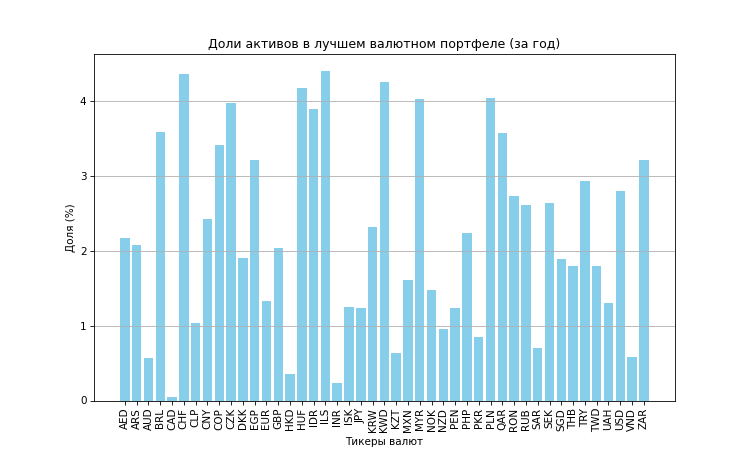 Доли активов в лучшем валютном портфеле (за год)
Доля (%)
4
3
2
1
0
AED ARS AUD BRL CAD CHF CLP CNY COP CZK DKK EGP EUR GBP HKD HUF IDR ILS INR ISK JPY KRW KWD KZT MXN MYR NOK NZD PEN PHP PKR PLN QAR RON RUB SAR SEK SGD THB TRY TWD UAH USD VND ZAR
Тикеры валют